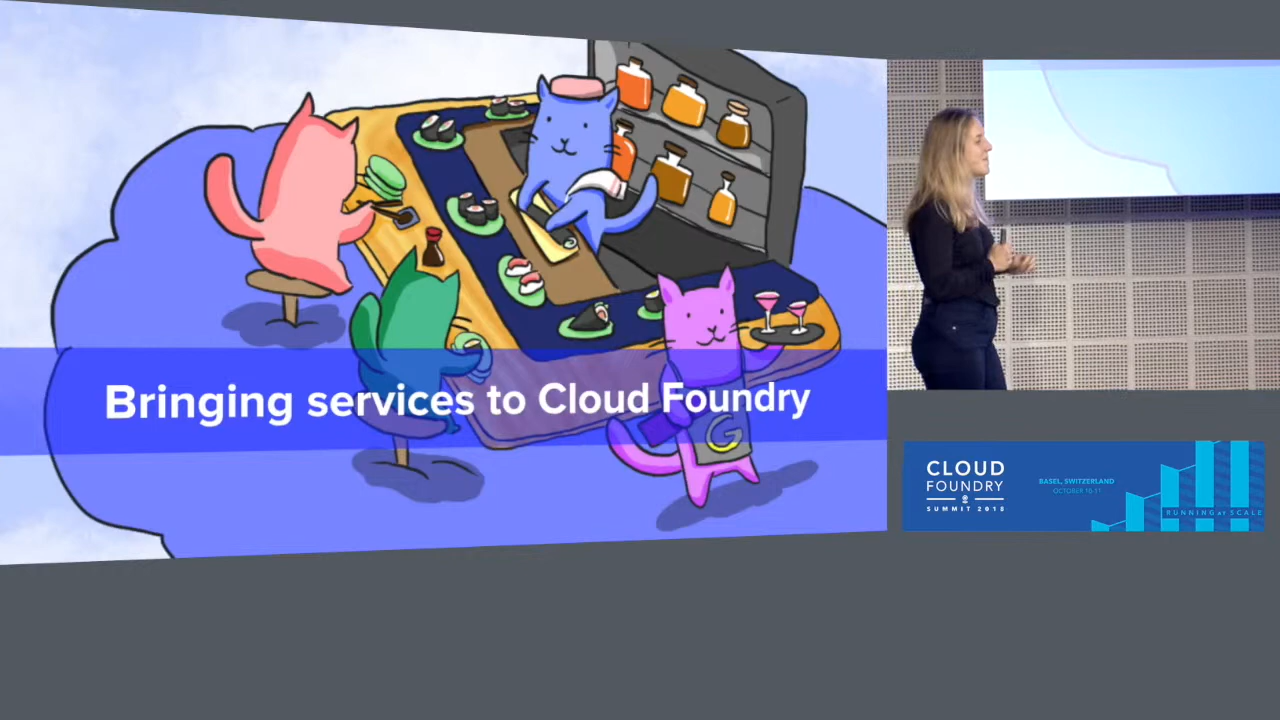 Bringing services to Cloud Foundry
G
CLOUD
FOUNDRY
SUMMIT 2018
BASEL, SWITZERLAND
OCTOBER 10-11
RUNNING AT SCALE